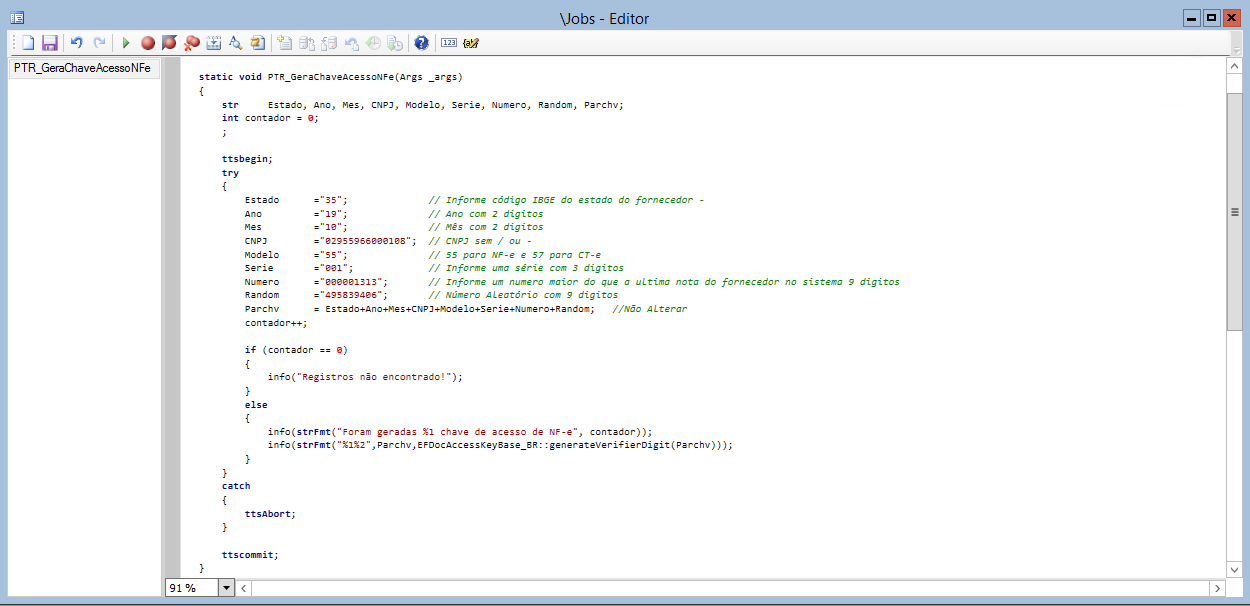 \Jobs - Editor
123
PTR_GeraChaveAcessoNFe
static void PTR_GeraChaveAcessoNFe(Args _args)
{
    str     Estado, Ano, Mes, CNPJ, Modelo, Serie, Numero, Random, Parchv;
    int contador = 0;
    ;

    ttsbegin;
    try
    {
        Estado      ="35";              // Informe código IBGE do estado do fornecedor -
        Ano         ="19";              // Ano com 2 digitos
        Mes         ="10";              // Mês com 2 digitos
        CNPJ        ="02955966000108";  // CNPJ sem / ou -
        Modelo      ="55";              // 55 para NF-e e 57 para CT-e
        Serie       ="001";             // Informe uma série com 3 digitos
        Numero      ="000001313";       // Informe um numero maior do que a ultima nota do fornecedor no sistema 9 digitos
        Random      ="495839406";       // Número Aleatório com 9 digitos
        Parchv      = Estado+Ano+Mes+CNPJ+Modelo+Serie+Numero+Random;   //Não Alterar
        contador++;

        if (contador == 0)
        {
            info("Registros não encontrado!");
        }
        else
        {
            info(strFmt("Foram geradas %1 chave de acesso de NF-e", contador));
            info(strFmt("%1%2",Parchv,EFDocAccessKeyBase_BR::generateVerifierDigit(Parchv)));
        }
    }
    catch
    {
        ttsAbort;
    }

    ttscommit;
}
91 %